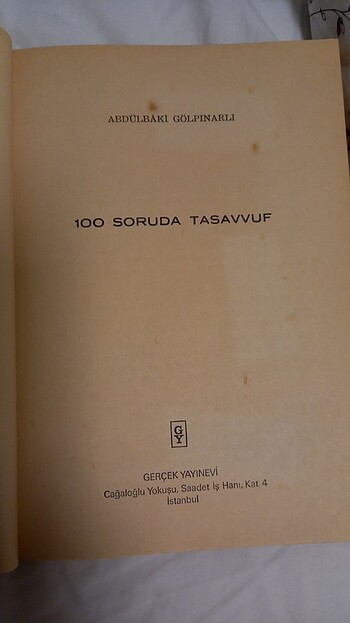 ABDÜLBÂKİ GÖLPINARLI
100 SORUDA TASAVVUF
G
Y
GERÇEK YAYINEVİ
Cağaloğlu Yokuşu, Saadet İş Hanı, Kat 4
İstanbul